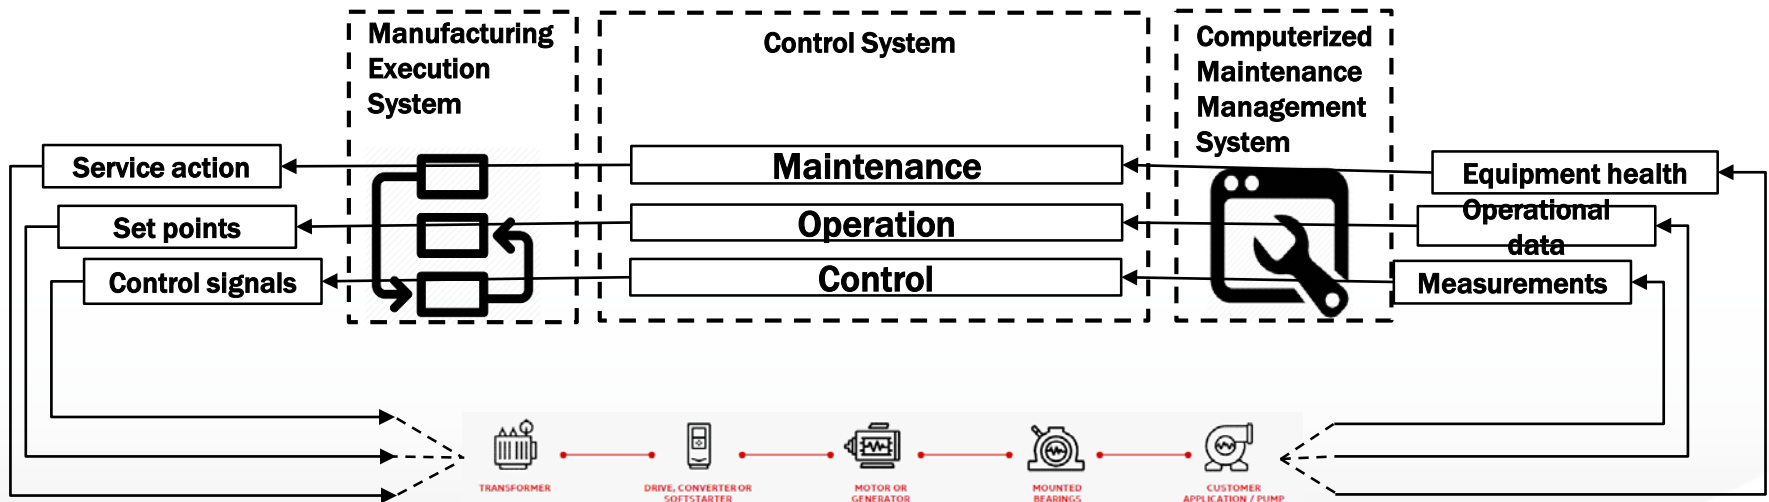 Manufacturing
Execution
System
Control System
Computerized
Maintenance
Management
System
Service action
Maintenance
Equipment health
Set points
Operation
Operational
data
Control signals
Control
Measurements
TRANSFORMER
DRIVE, CONVERTER OR
SOFTSTARTER
MOTOR OR
GENERATOR
MOUNTED
BEARINGS
CUSTOMER
APPLICATION / PUMP